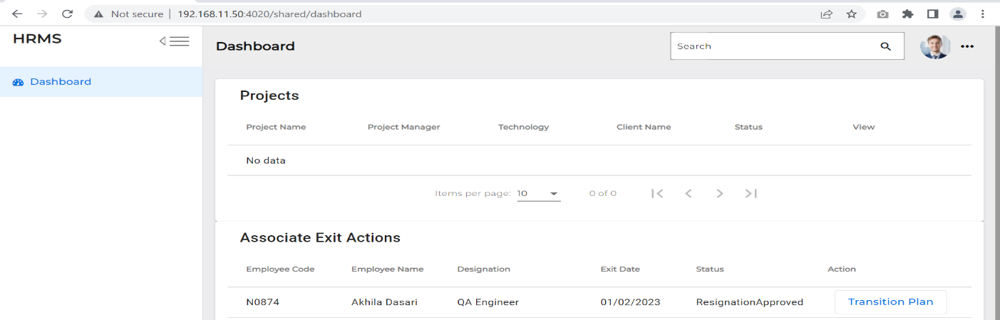 Not secure | 192.168.11.50:4020/shared/dashboard
HRMS
Dashboard
Dashboard
Search
Projects
Project Name Project Manager Technology Client Name Status View
No data
Items per page: 10 0 of 0
Associate Exit Actions
Employee Code Employee Name Designation Exit Date Status Action
N0874 Akhila Dasari QA Engineer 01/02/2023 ResignationApproved Transition Plan